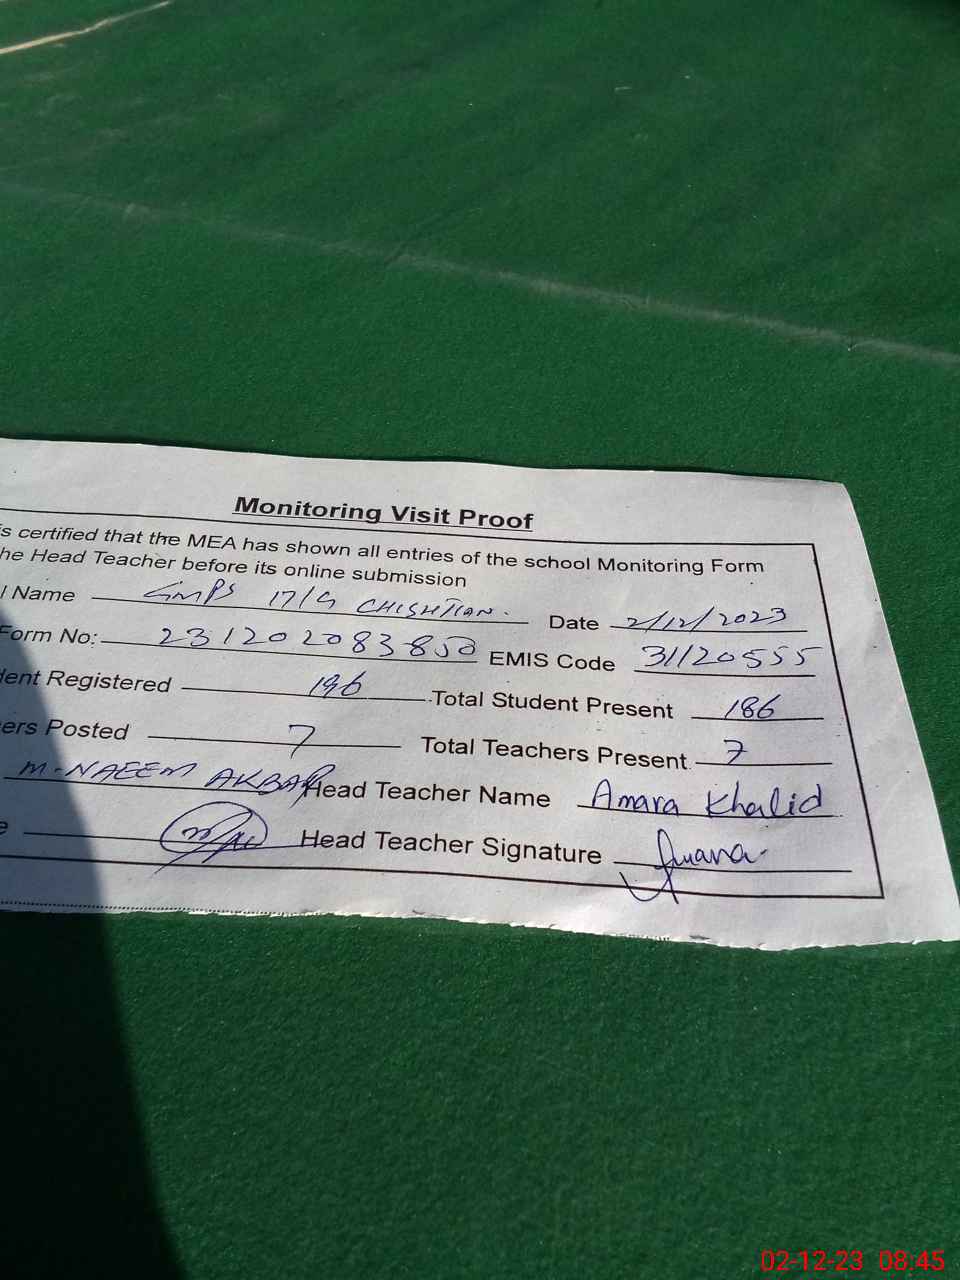 Monitoring Visit Proof
is certified that the MEA has shown all entries of the school Monitoring Form
he Head Teacher before its online submission
l Name GMPS 17/G CHISHTIAN. Date 2/12/2023
Form No: 231202083850 EMIS Code 31120555
dent Registered 196 Total Student Present 186
ers Posted 7 Total Teachers Present 7
M-NAEEM AKBAR Head Teacher Name Amara Khalid
e Head Teacher Signature
02-12-23 08:45